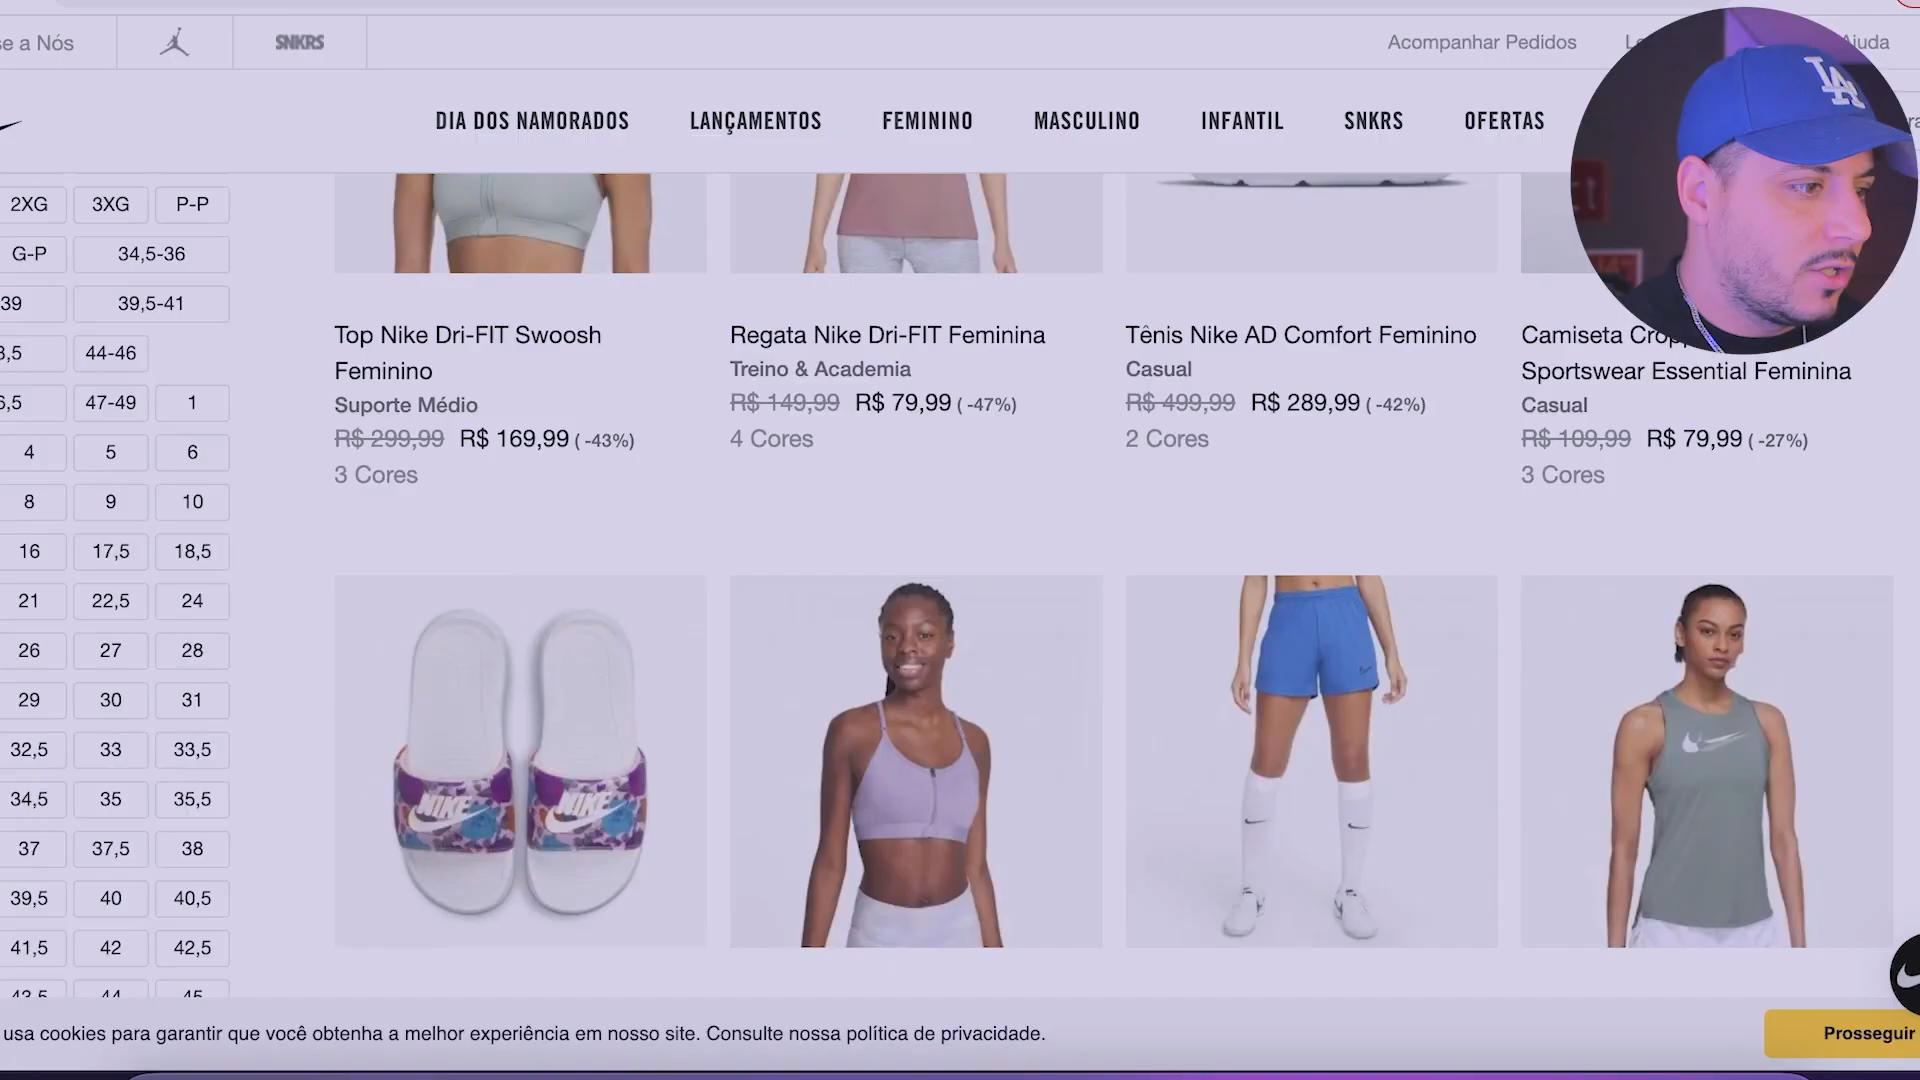 se a Nós
SNKRS
Acompanhar Pedidos
Ajuda
DIA DOS NAMORADOS
LANÇAMENTOS
FEMININO
MASCULINO
INFANTIL
SNKRS
OFERTAS
LA
2XG
3XG
P-P
G-P
34,5-36
39
39,5-41
44-46
47-49
1
4
5
6
8
9
10
16
17,5
18,5
21
22,5
24
26
27
28
29
30
31
32,5
33
33,5
34,5
35
35,5
37
37,5
38
39,5
40
40,5
41,5
42
42,5
43,5
44
45
Top Nike Dri-FIT Swoosh
Feminino
Suporte Médio
R$ 299,99 R$ 169,99 ( -43%)
3 Cores
Regata Nike Dri-FIT Feminina
Treino & Academia
R$ 149,99 R$ 79,99 ( -47%)
4 Cores
Tênis Nike AD Comfort Feminino
Casual
R$ 499,99 R$ 289,99 ( -42%)
2 Cores
Camiseta
Sportswear Essential Feminina
Casual
R$ 109,99 R$ 79,99 ( -27%)
3 Cores
NIKE
NIKE
usa cookies para garantir que você obtenha a melhor experiência em nosso site. Consulte nossa política de privacidade.
Prosseguir